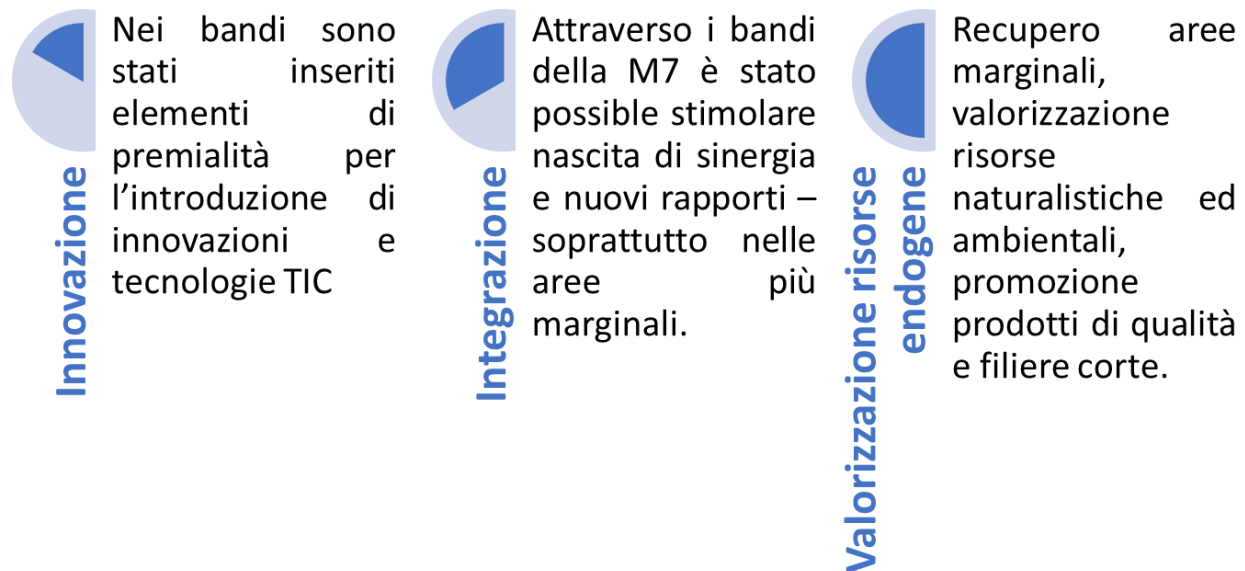 Innovazione
Nei bandi sono
stati inseriti
elementi di
premialità per
l’introduzione di
innovazioni e
tecnologie TIC
Integrazione
Attraverso i bandi
della M7 è stato
possible stimolare
nascita di sinergia
e nuovi rapporti –
soprattutto nelle
aree più
marginali.
Valorizzazione risorse
endogene
Recupero aree
marginali,
valorizzazione
risorse
naturalistiche ed
ambientali,
promozione
prodotti di qualità
e filiere corte.